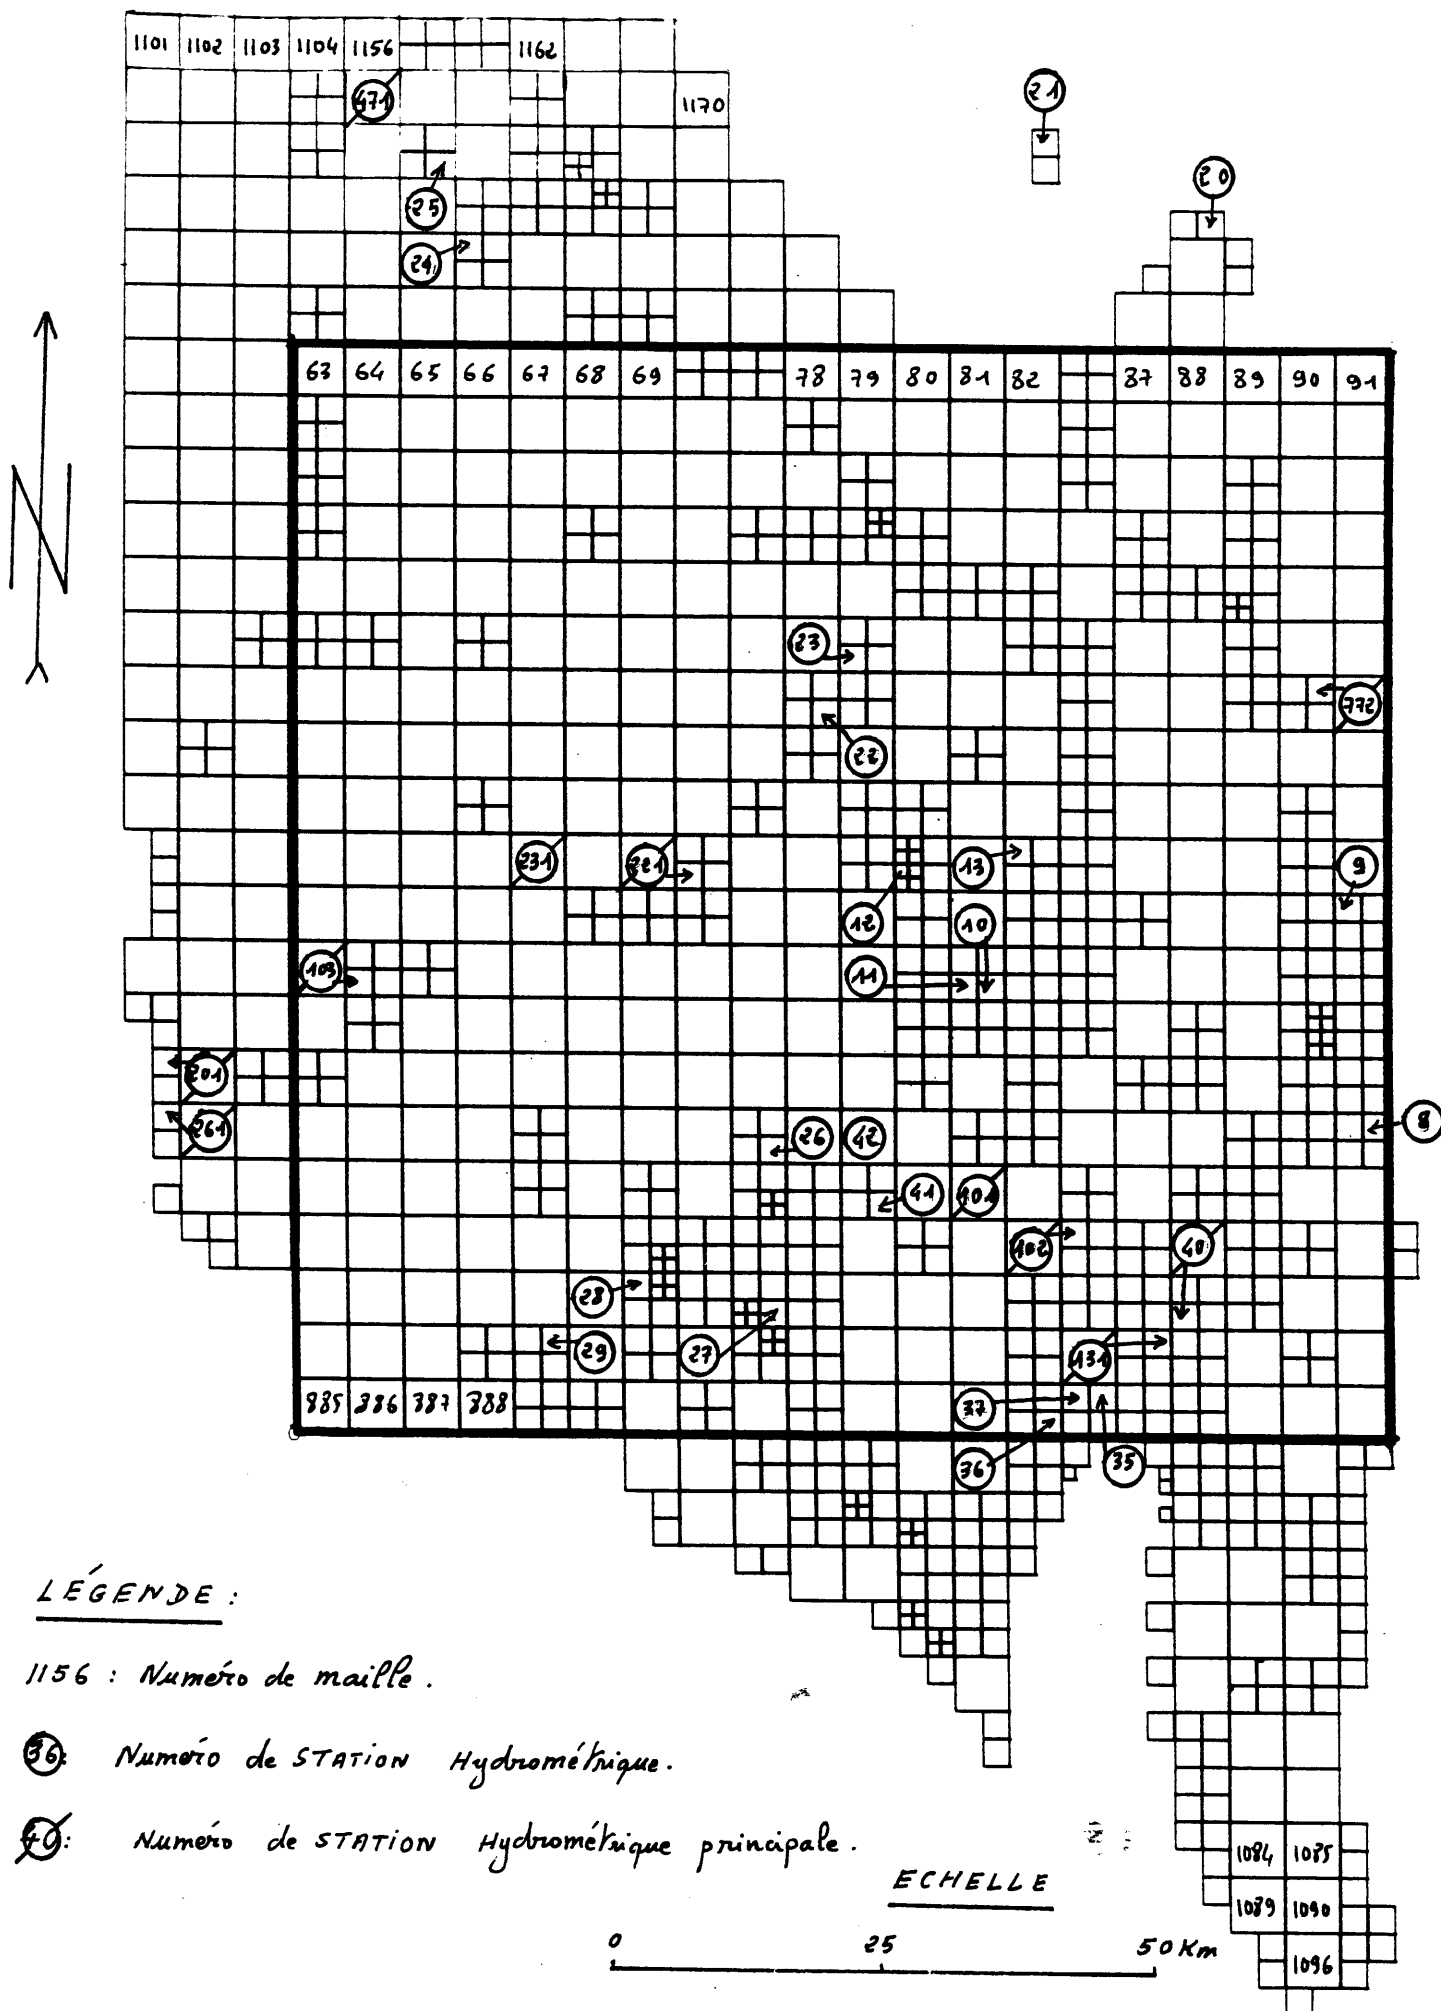 1101 1102 1103 1104 1156 1162
471 1170 21
20
25
24
N
63 64 65 66 67 68 69 78 79 80 81 82 87 88 89 90 91
23
772
22
231 221 13 9
12 10
103 11
201
261 26 42 8
41 101
102 40
28
29 27 131
885 886 887 888 37
36 35
LÉGENDE :
1156 : Numéro de maille.
36: Numéro de STATION Hydrométrique.
40: Numéro de STATION Hydrométrique principale.
1084 1085
ECHELLE
1089 1090
0 25 50 Km
1096